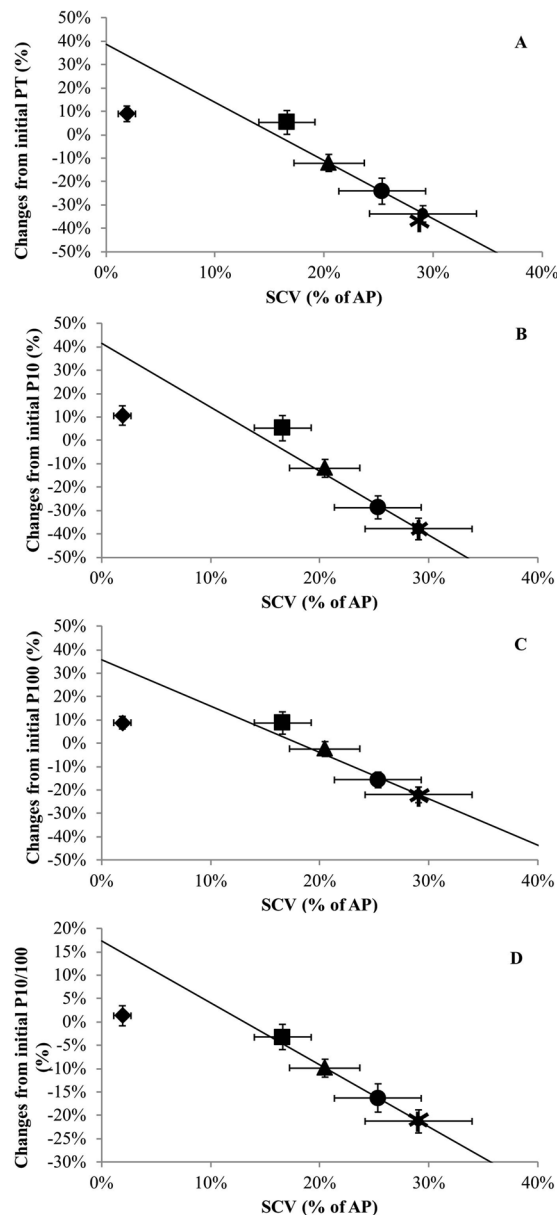 A
Changes from initial PT (%)
50%
40%
30%
20%
10%
0%
-10%
-20%
-30%
-40%
-50%
0% 10% 20% 30% 40%
SCV (% of AP)
B
Changes from initial P10 (%)
50%
40%
30%
20%
10%
0%
-10%
-20%
-30%
-40%
-50%
0% 10% 20% 30% 40%
SCV (% of AP)
C
Changes from initial P100 (%)
50%
40%
30%
20%
10%
0%
-10%
-20%
-30%
-40%
-50%
0% 10% 20% 30% 40%
SCV (% of AP)
D
Changes from initial P10/100
(%)
20%
15%
10%
5%
0%
-5%
-10%
-15%
-20%
-25%
-30%
0% 10% 20% 30% 40%
SCV (% of AP)